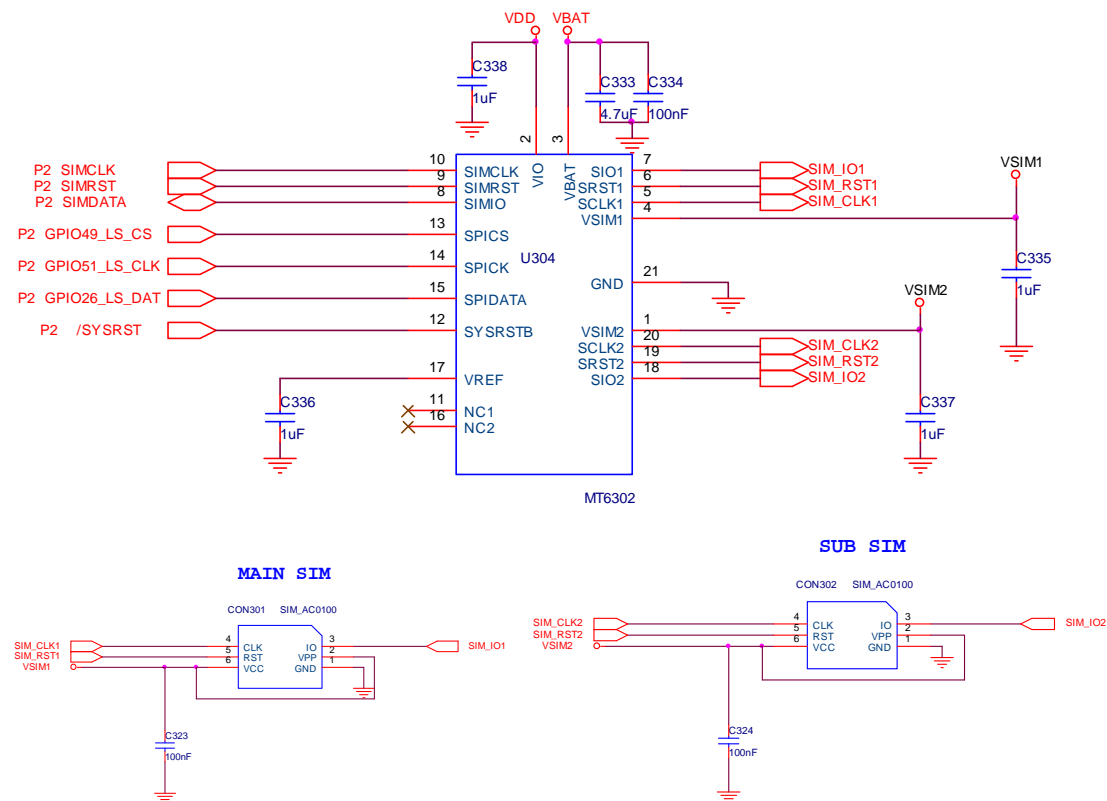 VDD VBAT
C338
1uF
C333 C334
4.7uF 100nF
2 3
VIO VBAT
P2 SIMCLK 10 SIMCLK
P2 SIMRST 9 SIMRST
P2 SIMDATA 8 SIMIO
P2 GPIO49_LS_CS 13 SPICS
P2 GPIO51_LS_CLK 14 SPICK
P2 GPIO26_LS_DAT 15 SPIDATA
P2 /SYSRST 12 SYSRSTB
17 VREF
11 NC1
16 NC2
C336
1uF
U304
SIO1 7 SIM_IO1
SRST1 6 SIM_RST1
SCLK1 5 SIM_CLK1
VSIM1 4
VSIM1
C335
1uF
GND 21
VSIM2
VSIM2 1
SCLK2 20 SIM_CLK2
SRST2 19 SIM_RST2
SIO2 18 SIM_IO2
C337
1uF
MT6302
MAIN SIM
CON301 SIM_AC0100
SIM_CLK1 4 CLK IO 3 SIM_IO1
SIM_RST1 5 RST VPP 2
VSIM1 6 VCC GND 1
C323
100nF
SUB SIM
CON302 SIM_AC0100
SIM_CLK2 4 CLK IO 3 SIM_IO2
SIM_RST2 5 RST VPP 2
VSIM2 6 VCC GND 1
C324
100nF